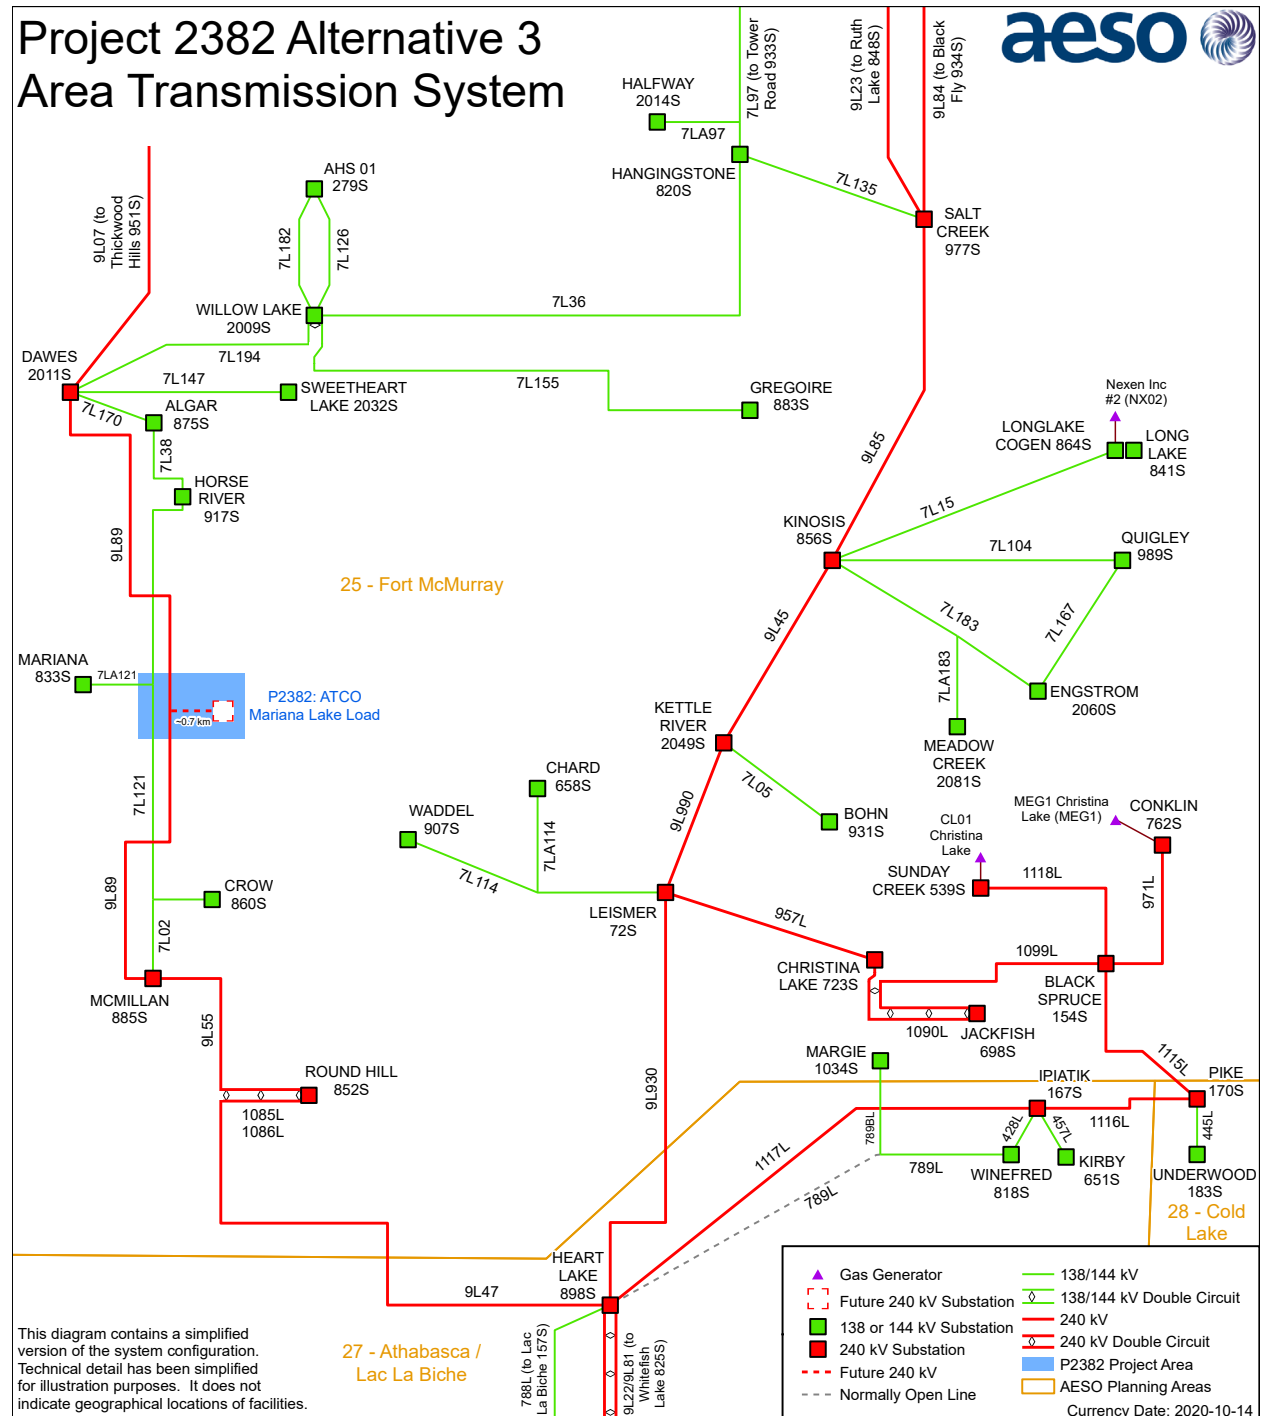 Project 2382 Alternative 3
Area Transmission System
aeso
7L97 (to Tower
Road 933S)
9L23 (to Ruth
Lake 848S)
9L84 (to Black
Fly 934S)
HALFWAY
2014S
7LA97
HANGINGSTONE
820S
7L135
SALT
CREEK
977S
9L07 (to
Thickwood
Hills 951S)
AHS 01
279S
7L182
7L126
WILLOW LAKE
2009S
7L36
7L194
DAWES
2011S
7L147
SWEETHEART
LAKE 2032S
7L155
GREGOIRE
883S
7L170
ALGAR
875S
7L38
HORSE
RIVER
917S
9L89
9L85
Nexen Inc
#2 (NX02)
LONGLAKE
COGEN 864S
LONG
LAKE
841S
7L15
KINOSIS
856S
7L104
QUIGLEY
989S
25 - Fort McMurray
9L45
7L183
7L167
7LA183
ENGSTROM
2060S
MARIANA
833S
7LA121
~0.7 km
P2382: ATCO
Mariana Lake Load
KETTLE
RIVER
2049S
MEADOW
CREEK
2081S
7L121
CHARD
658S
WADDEL
907S
7LA114
7L114
9L990
7L05
BOHN
931S
MEG1 Christina
Lake (MEG1)
CONKLIN
762S
CL01
Christina
Lake
SUNDAY
CREEK 539S
1118L
971L
9L89
CROW
860S
7L02
LEISMER
72S
957L
1099L
CHRISTINA
LAKE 723S
BLACK
SPRUCE
154S
MCMILLAN
885S
9L55
1090L
JACKFISH
698S
MARGIE
1034S
1115L
ROUND HILL
852S
1085L
1086L
9L930
IPIATIK
167S
PIKE
170S
789BL
428L
457L
1116L
445L
1117L
789L
789L
WINEFRED
818S
KIRBY
651S
UNDERWOOD
183S
28 - Cold
Lake
HEART
LAKE
898S
9L47
27 - Athabasca /
Lac La Biche
788L (to Lac
La Biche 157S)
9L22/9L81 (to
Whitefish
Lake 825S)
This diagram contains a simplified
version of the system configuration.
Technical detail has been simplified
for illustration purposes. It does not
indicate geographical locations of facilities.
Gas Generator
Future 240 kV Substation
138 or 144 kV Substation
240 kV Substation
Future 240 kV
Normally Open Line
138/144 kV
138/144 kV Double Circuit
240 kV
240 kV Double Circuit
P2382 Project Area
AESO Planning Areas
Currency Date: 2020-10-14